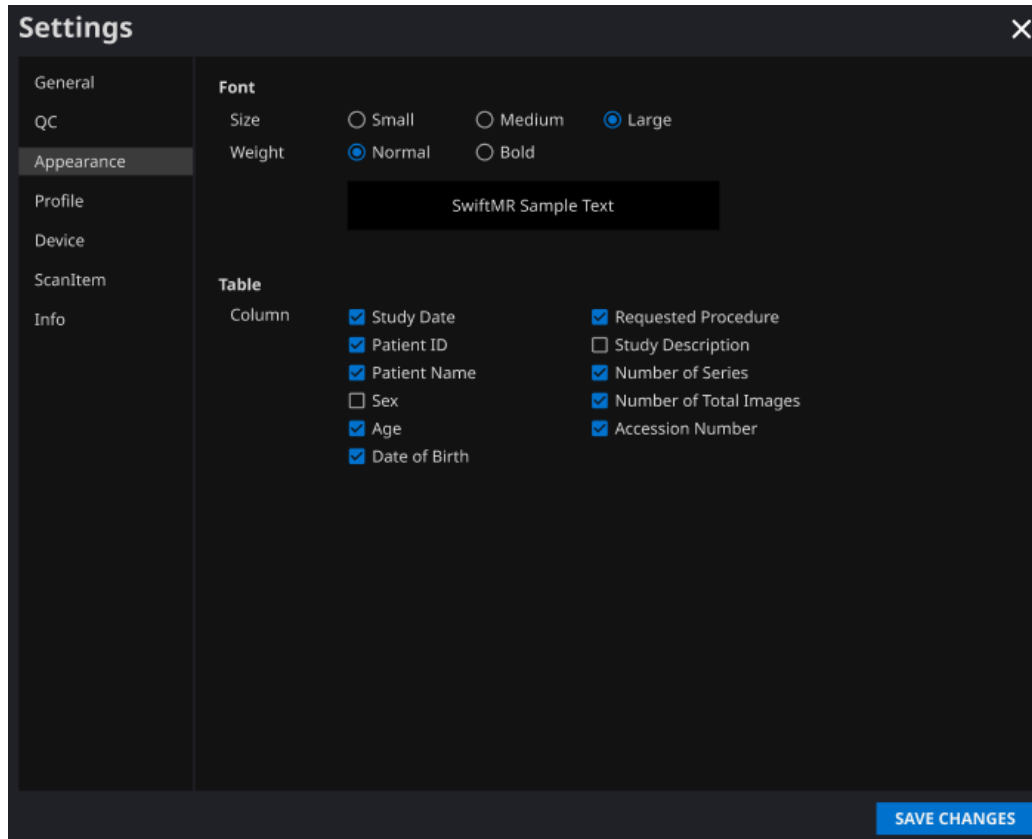 Settings
General
QC
Appearance
Profile
Device
ScanItem
Info
Font
Size
Small
Medium
Large
Weight
Normal
Bold
SwiftMR Sample Text
Table
Column
Study Date
Patient ID
Patient Name
Sex
Age
Date of Birth
Requested Procedure
Study Description
Number of Series
Number of Total Images
Accession Number
SAVE CHANGES